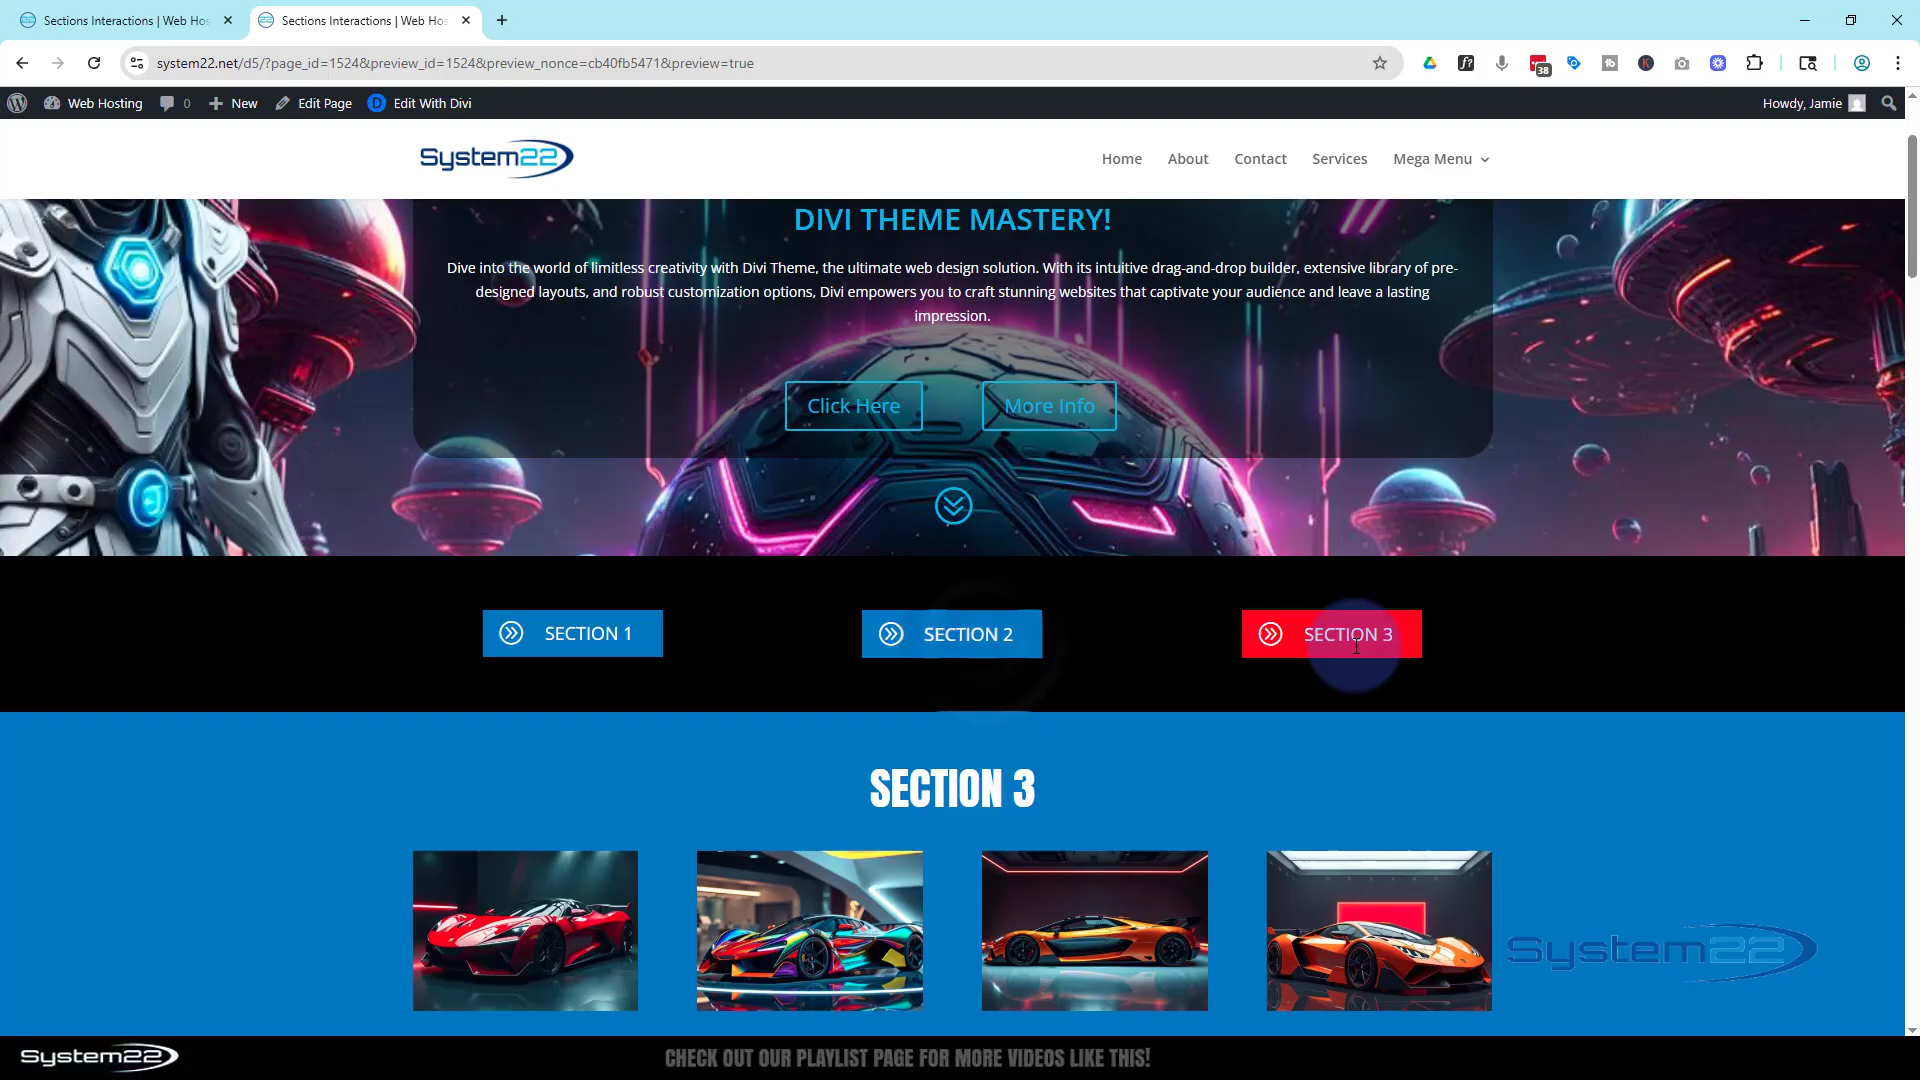 Sections Interactions | Web Hos
Sections Interactions | Web Hos
system22.net/d5/?page_id=1524&preview_id=1524&preview_nonce=cb40fb5471&preview=true
38
Web Hosting
0
New
Edit Page
Edit With Divi
Howdy, Jamie
System22
Home
About
Contact
Services
Mega Menu
DIVI THEME MASTERY!
Dive into the world of limitless creativity with Divi Theme, the ultimate web design solution. With its intuitive drag-and-drop builder, extensive library of pre-
designed layouts, and robust customization options, Divi empowers you to craft stunning websites that captivate your audience and leave a lasting
impression.
Click Here
More Info
SECTION 1
SECTION 2
SECTION 3
SECTION 3
System22
System22
CHECK OUT OUR PLAYLIST PAGE FOR MORE VIDEOS LIKE THIS!